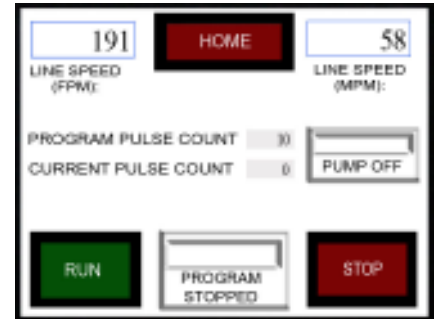 191
HOME
58
LINE SPEED
(FPM):
LINE SPEED
(MPM):
PROGRAM PULSE COUNT 10
CURRENT PULSE COUNT 0
PUMP OFF
RUN
PROGRAM
STOPPED
STOP